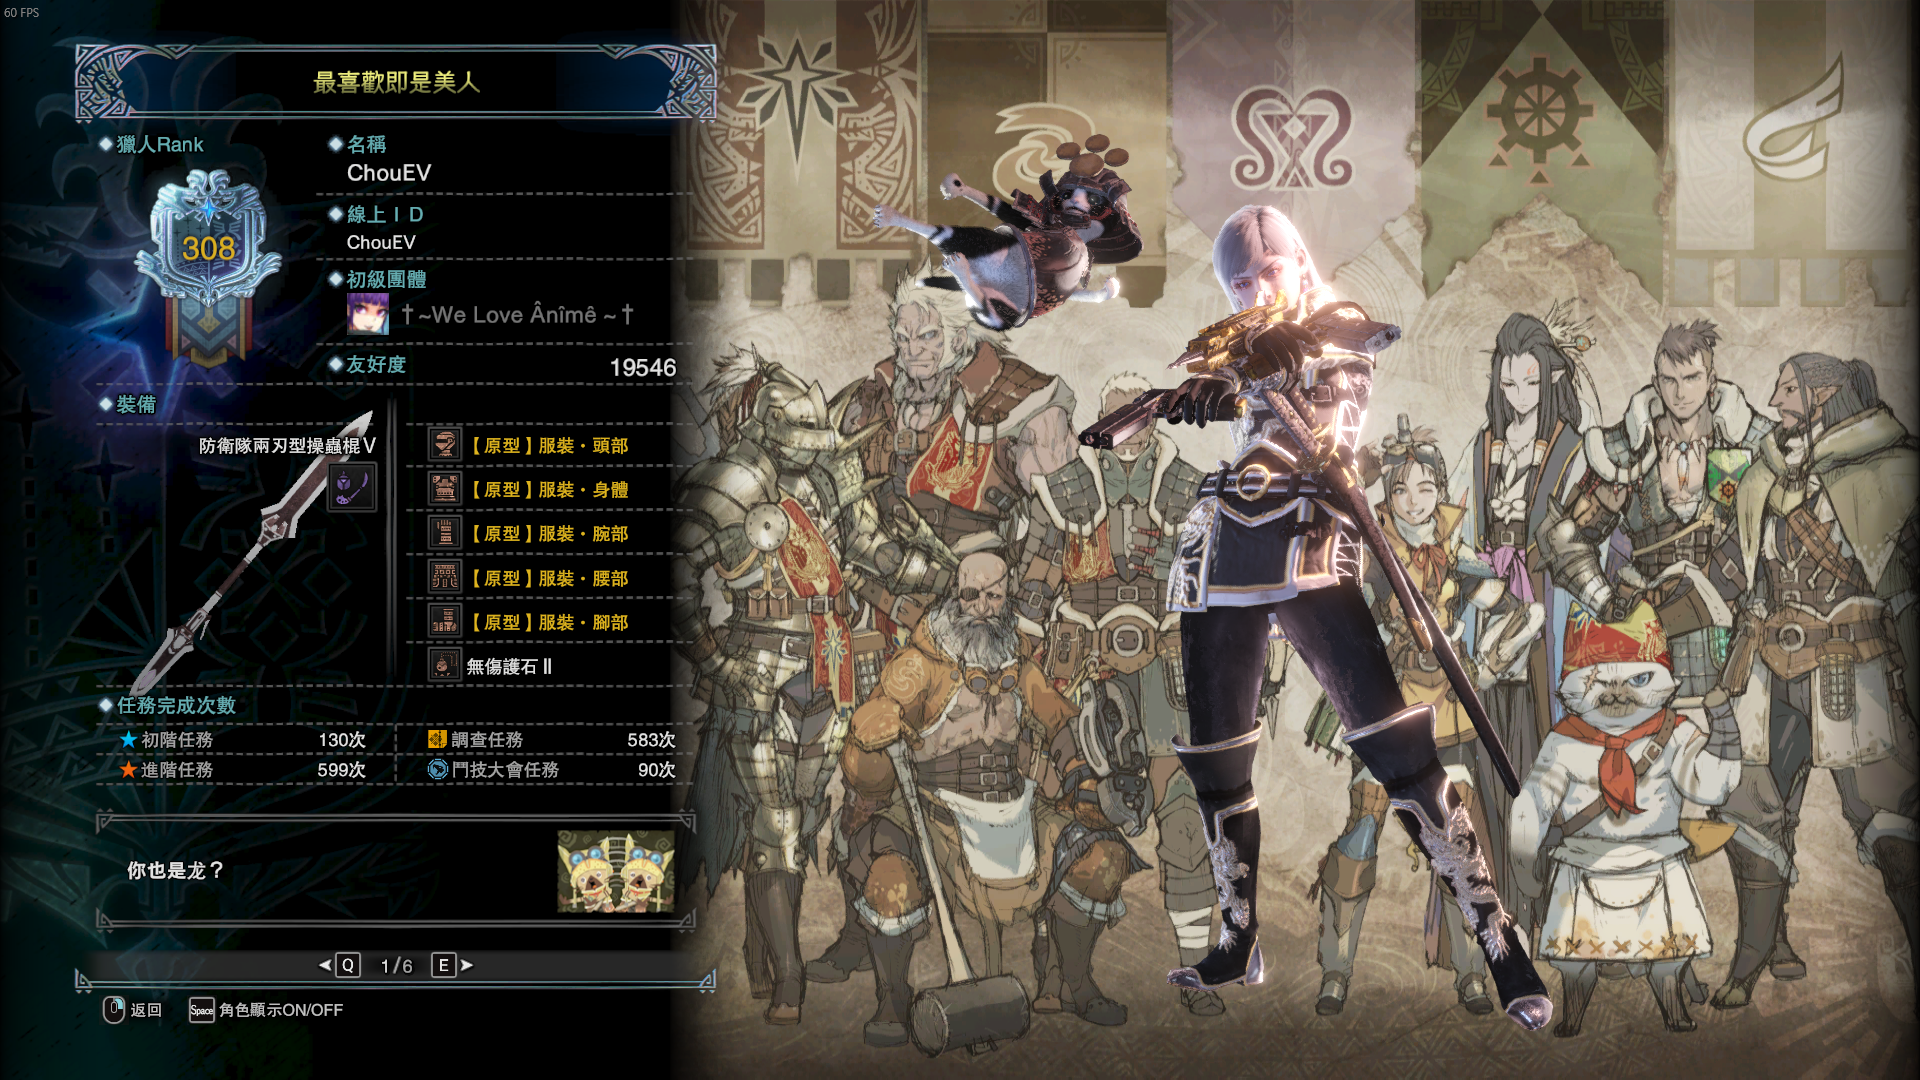 60 FPS
最喜歡即是美人
獵人Rank
308
名稱
ChouEV
線上ＩＤ
ChouEV
初級團體
†~We Love Ânîmê ~†
友好度
19546
裝備
防衛隊兩刃型操蟲棍Ⅴ
【原型】服裝・頭部
【原型】服裝・身體
【原型】服裝・腕部
【原型】服裝・腰部
【原型】服裝・腳部
無傷護石Ⅱ
任務完成次數
初階任務 130次
調查任務 583次
進階任務 599次
鬥技大會任務 90次
你也是龙？
Q 1/6 E
返回 Space 角色顯示ON/OFF